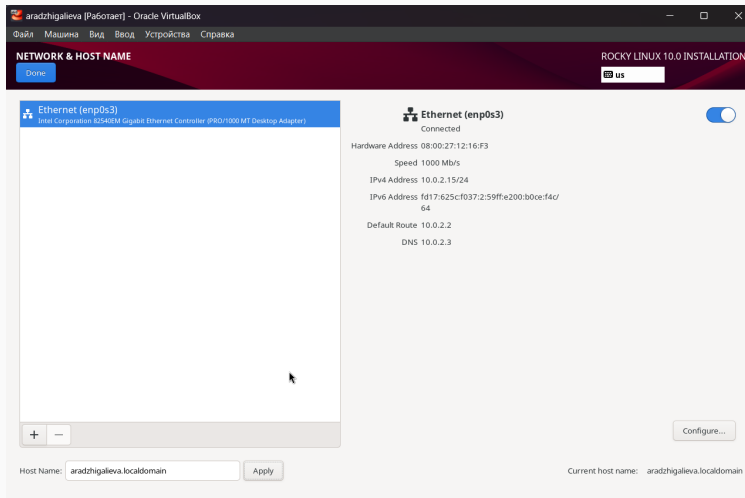 aradzhigalieva [Работает] - Oracle VirtualBox
Файл Машина Вид Ввод Устройства Справка
NETWORK & HOST NAME
Done
ROCKY LINUX 10.0 INSTALLATION
us
Ethernet (enp0s3)
Intel Corporation 82540EM Gigabit Ethernet Controller (PRO/1000 MT Desktop Adapter)
Ethernet (enp0s3)
Connected
Hardware Address 08:00:27:12:16:F3
Speed 1000 Mb/s
IPv4 Address 10.0.2.15/24
IPv6 Address fd17:625c:f037:2:59ff:e200:b0ce:f4c/
64
Default Route 10.0.2.2
DNS 10.0.2.3
+ −
Configure...
Host Name: aradzhigalieva.localdomain Apply
Current host name: aradzhigalieva.localdomain